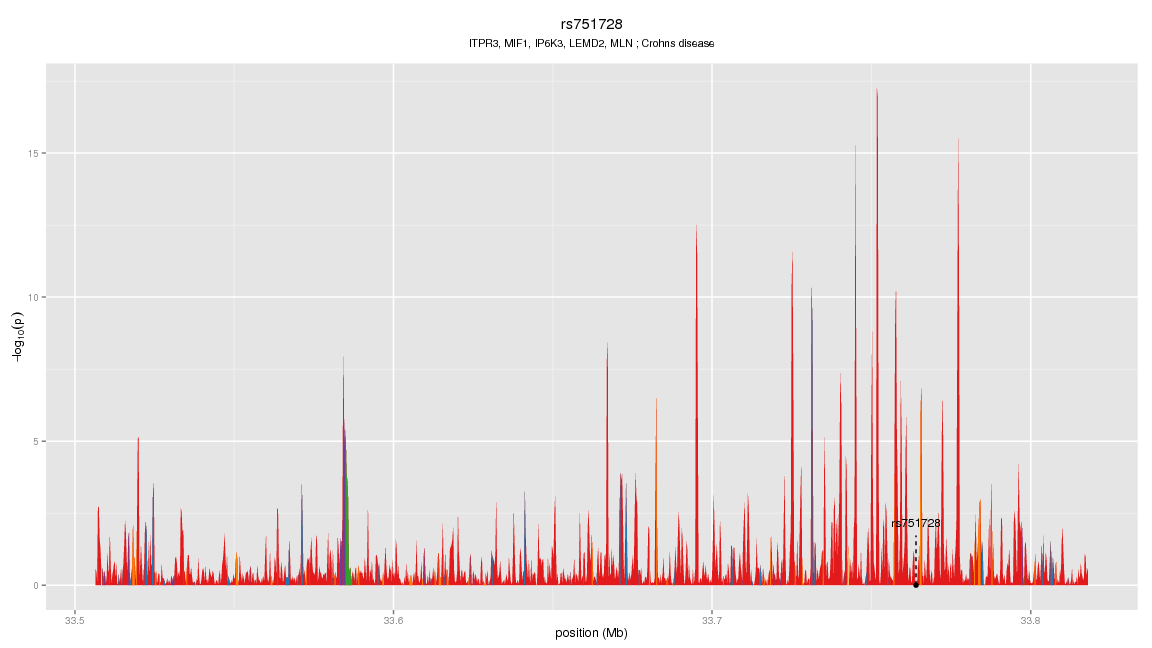 rs751728
ITPR3, MIF1, IP6K3, LEMD2, MLN ; Crohns disease
−log10(p)
15
10
5
0
rs751728
33.5
33.6
33.7
33.8
position (Mb)